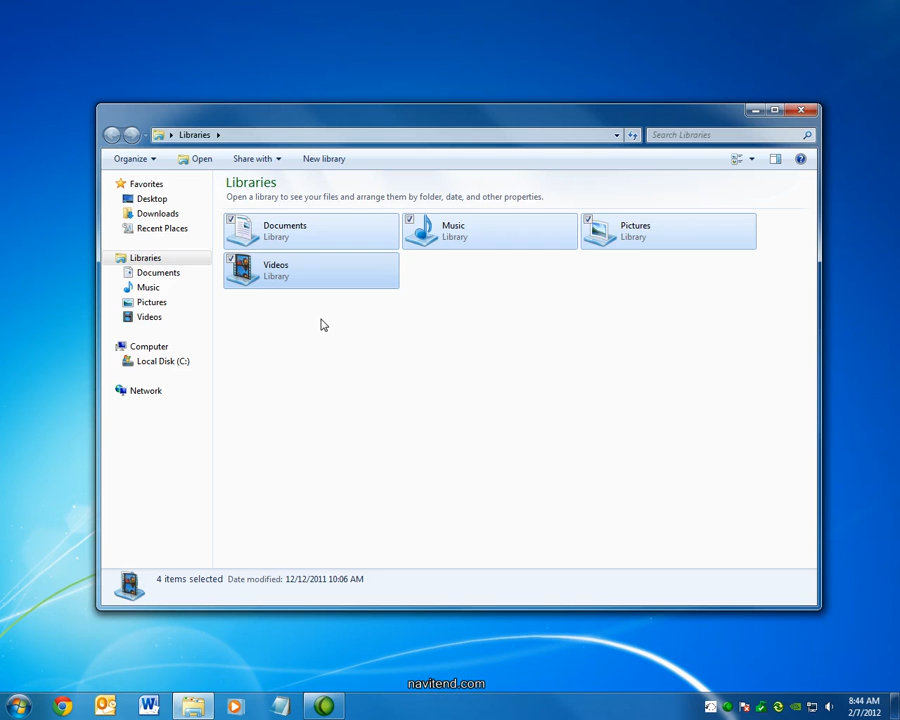 Libraries
Search Libraries
Organize
Open
Share with
New library
Favorites
Desktop
Downloads
Recent Places
Libraries
Documents
Music
Pictures
Videos
Computer
Local Disk (C:)
Network
Libraries
Open a library to see your files and arrange them by folder, date, and other properties.
Documents
Library
Music
Library
Pictures
Library
Videos
Library
4 items selected Date modified: 12/12/2011 10:06 AM
navitend.com
8:44 AM
2/7/2012